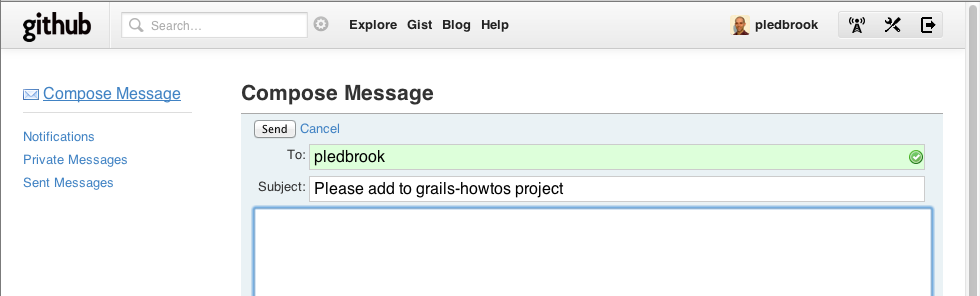 github Search... Explore Gist Blog Help pledbrook
Compose Message
Notifications
Private Messages
Sent Messages
Compose Message
Send Cancel
To: pledbrook
Subject: Please add to grails-howtos project